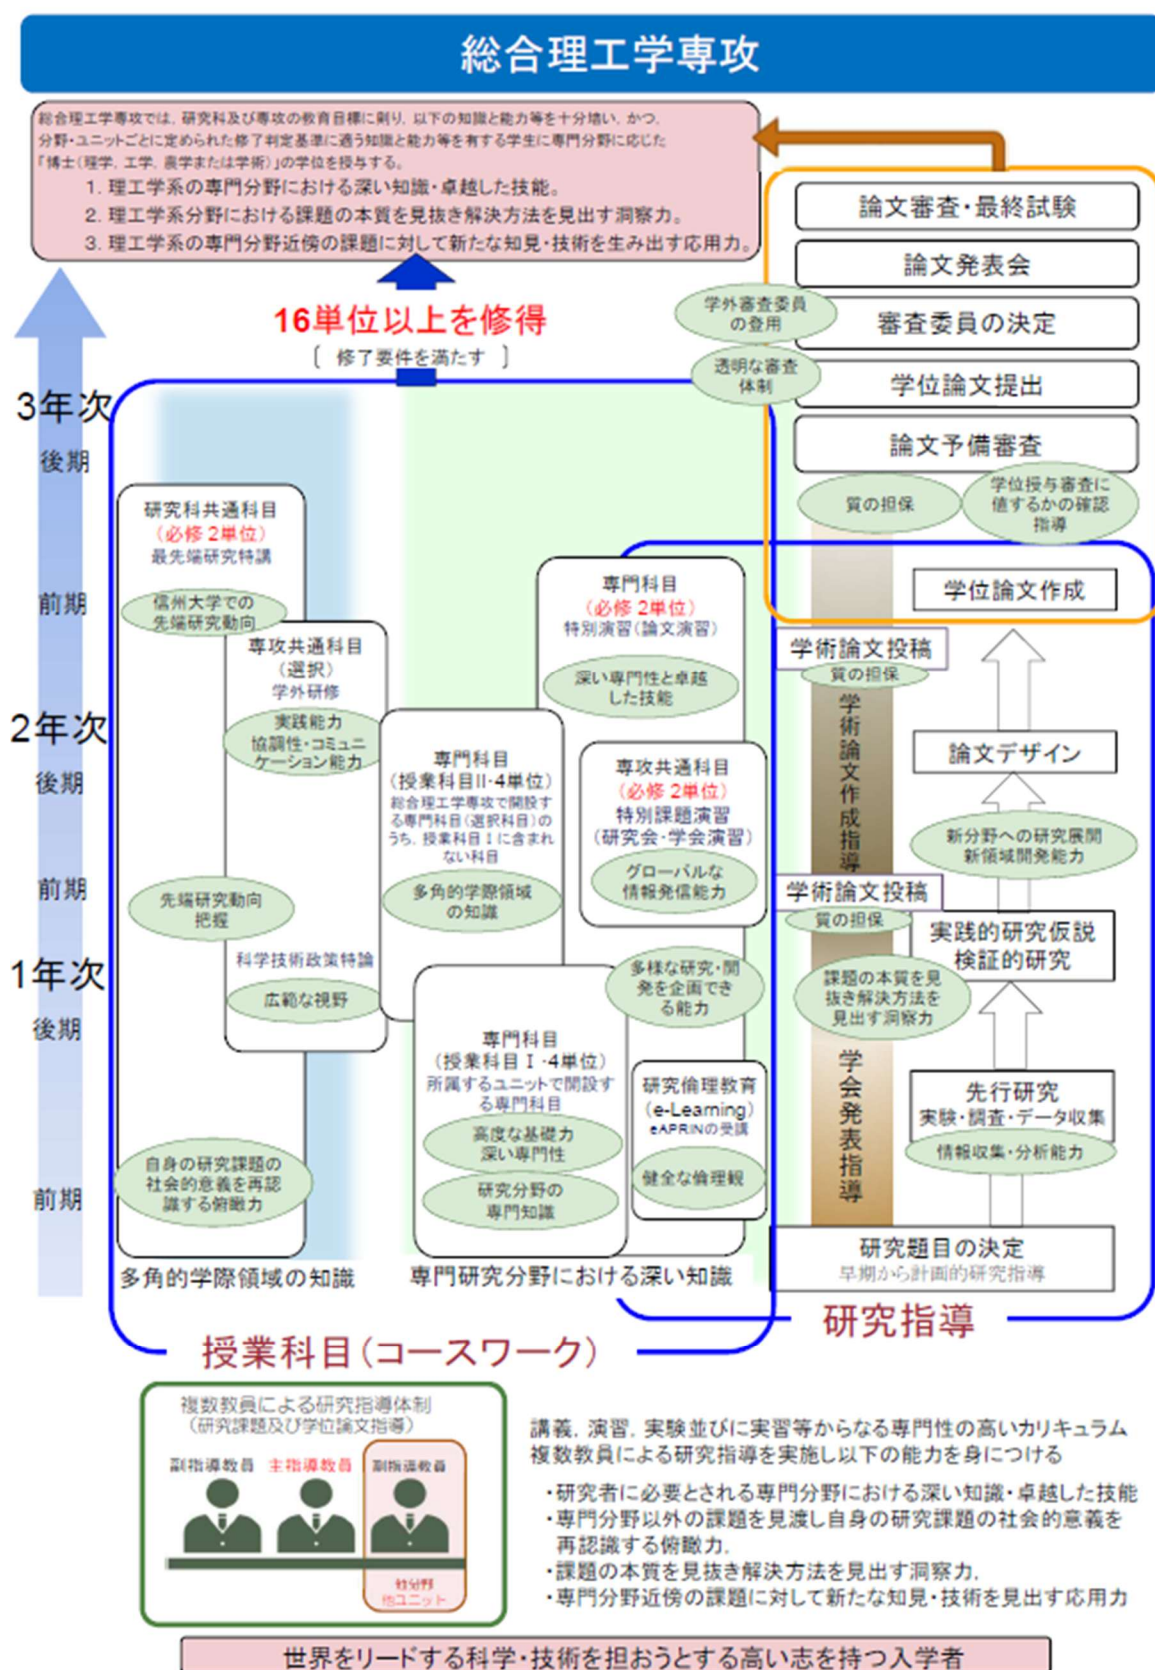 総合理工学専攻
総合理工学専攻では，研究科及び専攻の教育目標に則り，以下の知識と能力等を十分培い，かつ，
分野・ユニットごとに定められた修了判定基準に適う知識と能力等を有する学生に専門分野に応じた
「博士（理学，工学，農学または学術）」の学位を授与する。
1. 理工学系の専門分野における深い知識・卓越した技能。
2. 理工学系分野における課題の本質を見抜き解決方法を見出す洞察力。
3. 理工学系の専門分野近傍の課題に対して新たな知見・技術を生み出す応用力。
16単位以上を修得
〔 修了要件を満たす 〕
論文審査・最終試験
論文発表会
審査委員の決定
学位論文提出
論文予備審査
学外審査委員
の登用
透明な審査
体制
質の担保
学位授与審査に
値するかの確認
指導
3年次
後期
前期
2年次
後期
前期
1年次
後期
前期
研究科共通科目
（必修 2単位）
最先端研究特講
信州大学での
先端研究動向
先端研究動向
把握
自身の研究課題の
社会的意義を再認
識する俯瞰力
専攻共通科目
（選択）
学外研修
実践能力
協調性・コミュニ
ケーション能力
科学技術政策特論
広範な視野
専門科目
（授業科目II・4単位）
総合理工学専攻で開設す
る専門科目（選択科目）の
うち，授業科目Ｉに含まれ
ない科目
多角的学際領域
の知識
専門科目
（必修 2単位）
特別演習（論文演習）
深い専門性と卓越
した技能
専攻共通科目
（必修 2単位）
特別課題演習
（研究会・学会演習）
グローバルな
情報発信能力
多様な研究・開
発を企画でき
る能力
専門科目
（授業科目Ｉ・4単位）
所属するユニットで開設す
る専門科目
高度な基礎力
深い専門性
研究分野の
専門知識
研究倫理教育
（e-Learning）
eAPRINの受講
健全な倫理観
多角的学際領域の知識
専門研究分野における深い知識
授業科目（コースワーク）
学位論文作成
学術論文投稿
質の担保
学術論文作成指導
論文デザイン
新分野への研究展開
新領域開発能力
学術論文投稿
質の担保
実践的研究仮説
検証的研究
課題の本質を見
抜き解決方法を
見出す洞察力
学会発表指導
先行研究
実験・調査・データ収集
情報収集・分析能力
研究題目の決定
早期から計画的研究指導
研究指導
複数教員による研究指導体制
（研究課題及び学位論文指導）
副指導教員 主指導教員 副指導教員
他分野
他ユニット
講義，演習，実験並びに実習等からなる専門性の高いカリキュラム
複数教員による研究指導を実施し以下の能力を身につける
・研究者に必要とされる専門分野における深い知識・卓越した技能
・専門分野以外の課題を見渡し自身の研究課題の社会的意義を
再認識する俯瞰力，
・課題の本質を見抜き解決方法を見出す洞察力，
・専門分野近傍の課題に対して新たな知見・技術を見出す応用力
世界をリードする科学・技術を担おうとする高い志を持つ入学者